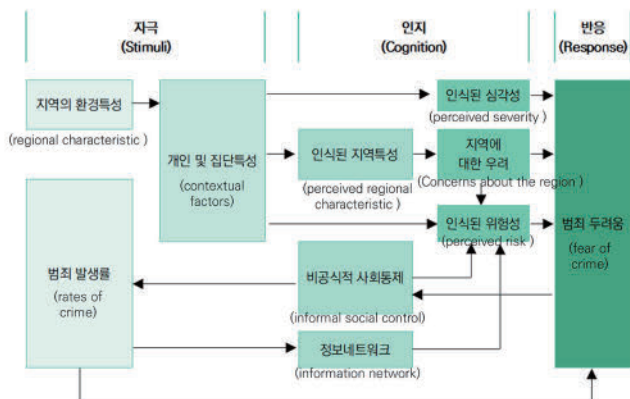 자극
(Stimuli)
인지
(Cognition)
반응
(Response)
지역의 환경특성
(regional characteristic )
개인 및 집단특성
(contextual
factors)
인식된 심각성
(perceived severity )
인식된 지역특성
(perceived regional
characteristic )
지역에
대한 우려
(Concerns about the region )
인식된 위험성
(perceived risk )
범죄 두려움
(fear of
crime)
범죄 발생률
(rates of
crime)
비공식적 사회통제
(informal social control)
정보네트워크
(information network)